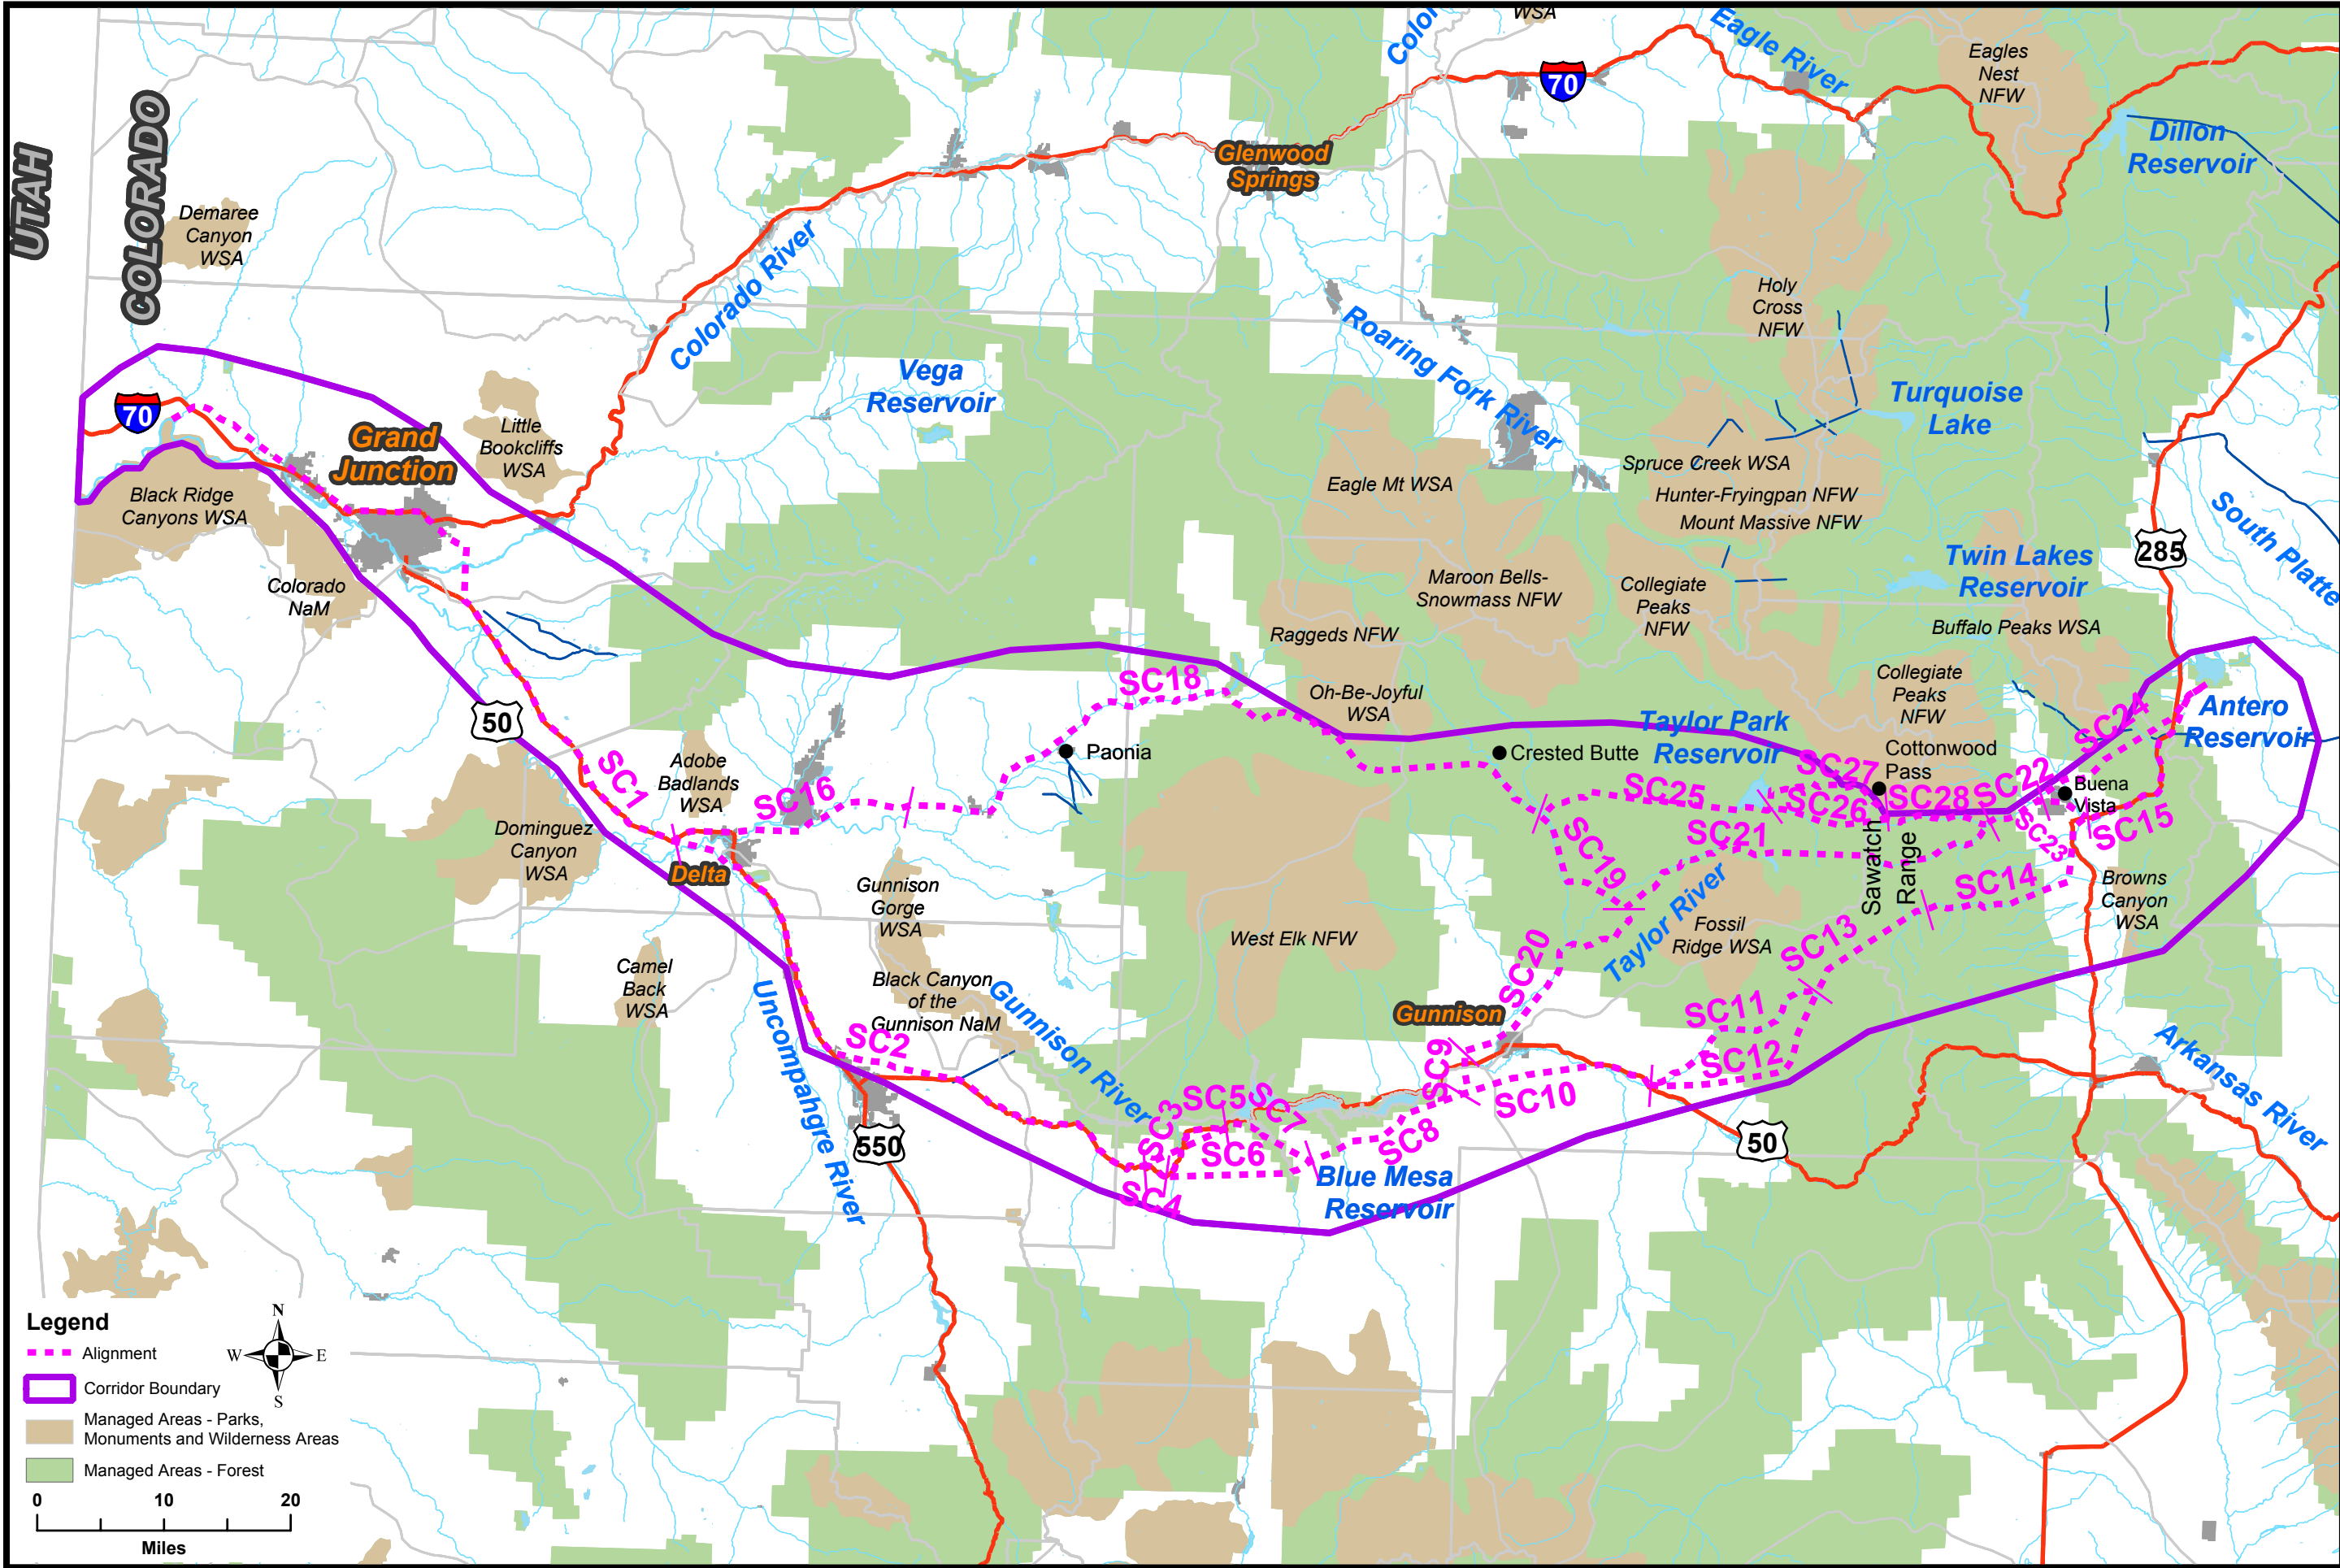 WSA
Color
Eagle River
70
Eagles
Nest
NFW
Dillon
Reservoir
UTAH
COLORADO
Glenwood
Springs
Demaree
Canyon
WSA
Colorado River
Holy
Cross
NFW
Roaring Fork River
Vega
Reservoir
Turquoise
Lake
70
Grand
Junction
Little
Bookcliffs
WSA
Spruce Creek WSA
Eagle Mt WSA
Hunter-Fryingpan NFW
Mount Massive NFW
Black Ridge
Canyons WSA
South Platte
285
Twin Lakes
Reservoir
Colorado
NaM
Maroon Bells-
Snowmass NFW
Collegiate
Peaks
NFW
Buffalo Peaks WSA
Raggeds NFW
SC18
Oh-Be-Joyful
WSA
Collegiate
Peaks
NFW
50
Taylor Park
Reservoir
SC24
Antero
Reservoir
Paonia
Crested Butte
Cottonwood
Pass
SC1
Adobe
Badlands
WSA
SC16
SC27
SC25
SC26
SC28
SC22
Buena
Vista
SC21
SC23
SC15
Dominguez
Canyon
WSA
Delta
SC19
Sawatch
Range
SC14
Gunnison
Gorge
WSA
Browns
Canyon
WSA
West Elk NFW
Taylor River
Fossil
Ridge WSA
SC13
SC20
Camel
Back
WSA
Black Canyon
of the
Gunnison NaM
Gunnison River
Uncompahgre River
Gunnison
SC11
SC2
SC9
SC12
Arkansas River
SC5
SC7
SC10
SC3
550
SC6
SC8
50
SC4
Blue Mesa
Reservoir
Legend
Alignment
Corridor Boundary
Managed Areas - Parks,
Monuments and Wilderness Areas
Managed Areas - Forest
N
W
E
S
0 10 20
Miles